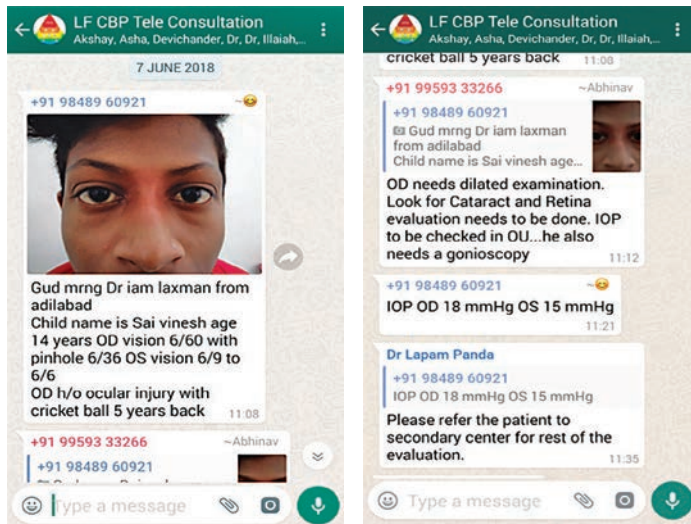 LF CBP Tele Consultation
Akshay, Asha, Devichander, Dr, Dr, Illaiah,...
7 JUNE 2018
+91 98489 60921 ~😊
Gud mrng Dr iam laxman from
adilabad
Child name is Sai vinesh age
14 years OD vision 6/60 with
pinhole 6/36 OS vision 6/9 to
6/6
OD h/o ocular injury with
cricket ball 5 years back 11:08
+91 99593 33266 ~Abhinav
+91 98489 60921
Type a message
LF CBP Tele Consultation
Akshay, Asha, Devichander, Dr, Dr, Illaiah,...
cricket ball 5 years back 11:08
+91 99593 33266 ~Abhinav
+91 98489 60921
Gud mrng Dr iam laxman
from adilabad
Child name is Sai vinesh age...
OD needs dilated examination.
Look for Cataract and Retina
evaluation needs to be done. IOP
to be checked in OU...he also
needs a gonioscopy 11:12
+91 98489 60921 ~😊
IOP OD 18 mmHg OS 15 mmHg
11:21
Dr Lapam Panda
+91 98489 60921
IOP OD 18 mmHg OS 15 mmHg
Please refer the patient to
secondary center for rest of the
evaluation. 11:35
Type a message